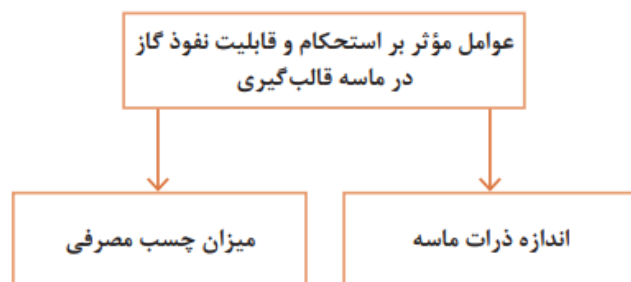 عوامل مؤثر بر استحکام و قابلیت نفوذ گاز
در ماسه قالب‌گیری
اندازه ذرات ماسه
میزان چسب مصرفی